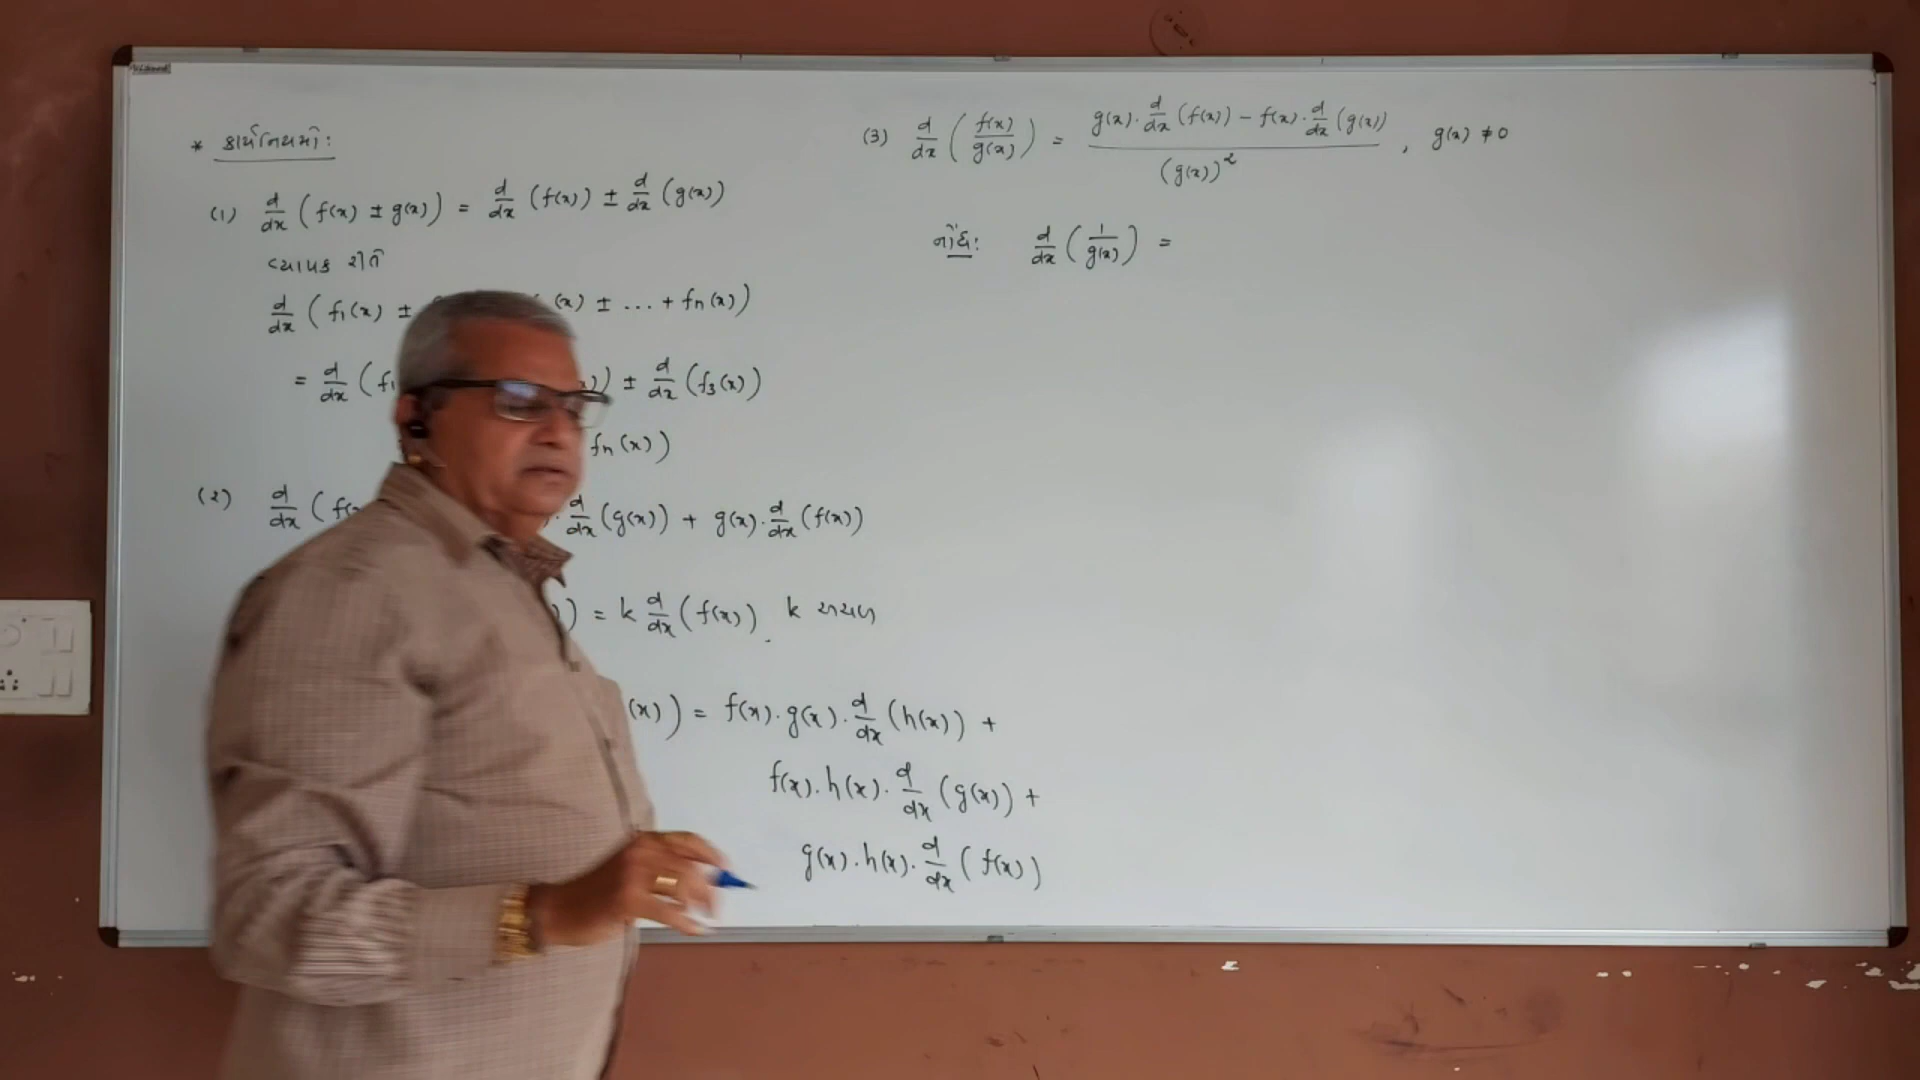 * કાર્યનિયમો:
(1) d/dx (f(x) ± g(x)) = d/dx (f(x)) ± d/dx (g(x))
વ્યાપક રીતે
d/dx (f₁(x) ± (x) ± ... + fn(x))
= d/dx (f₁ )) ± d/dx (f₃(x))
fn(x))
(2) d/dx (f(x . d/dx (g(x)) + g(x). d/dx (f(x))
) = k d/dx (f(x)). k અચળ
(x)) = f(x).g(x). d/dx (h(x)) +
f(x).h(x). d/dx (g(x)) +
g(x).h(x). d/dx (f(x))
(3) d/dx (f(x)/g(x)) = (g(x). d/dx (f(x)) - f(x). d/dx (g(x)))/(g(x))², g(x) ≠ 0
નોંધ: d/dx (1/g(x)) =